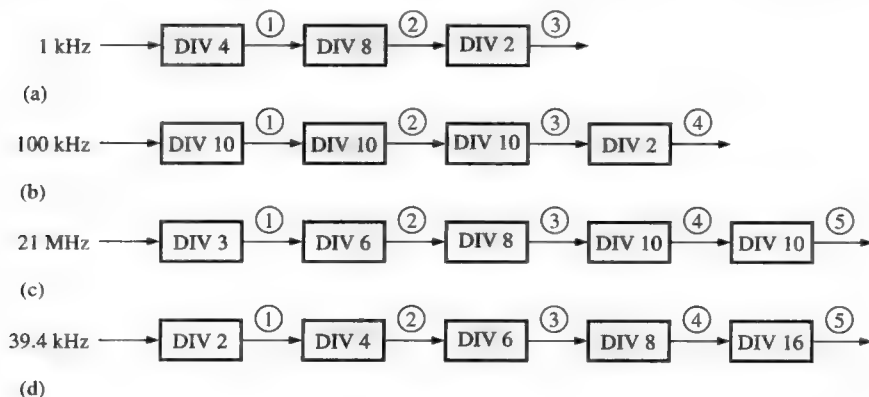 ① ② ③
1 kHz DIV 4 DIV 8 DIV 2
(a)
① ② ③ ④
100 kHz DIV 10 DIV 10 DIV 10 DIV 2
(b)
① ② ③ ④ ⑤
21 MHz DIV 3 DIV 6 DIV 8 DIV 10 DIV 10
(c)
① ② ③ ④ ⑤
39.4 kHz DIV 2 DIV 4 DIV 6 DIV 8 DIV 16
(d)